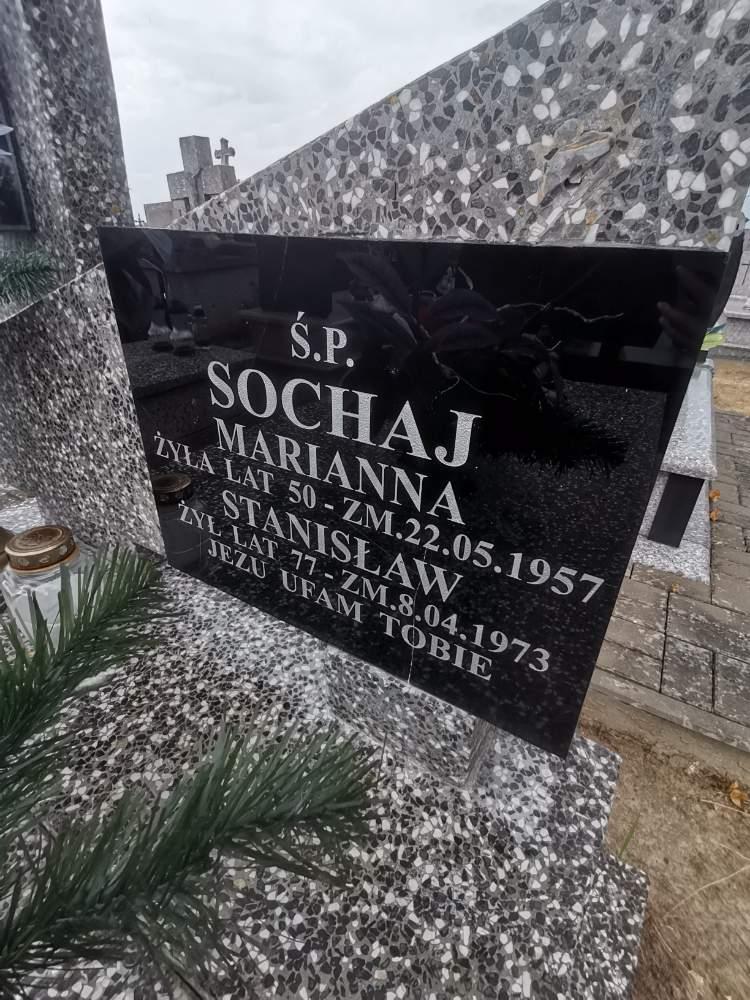 Ś.P.
SOCHAJ
MARIANNA
ŻYŁA LAT 50 - ZM.22.05.1957
STANISŁAW
ŻYŁ LAT 77 - ZM.8.04.1973
JEZU UFAM TOBIE